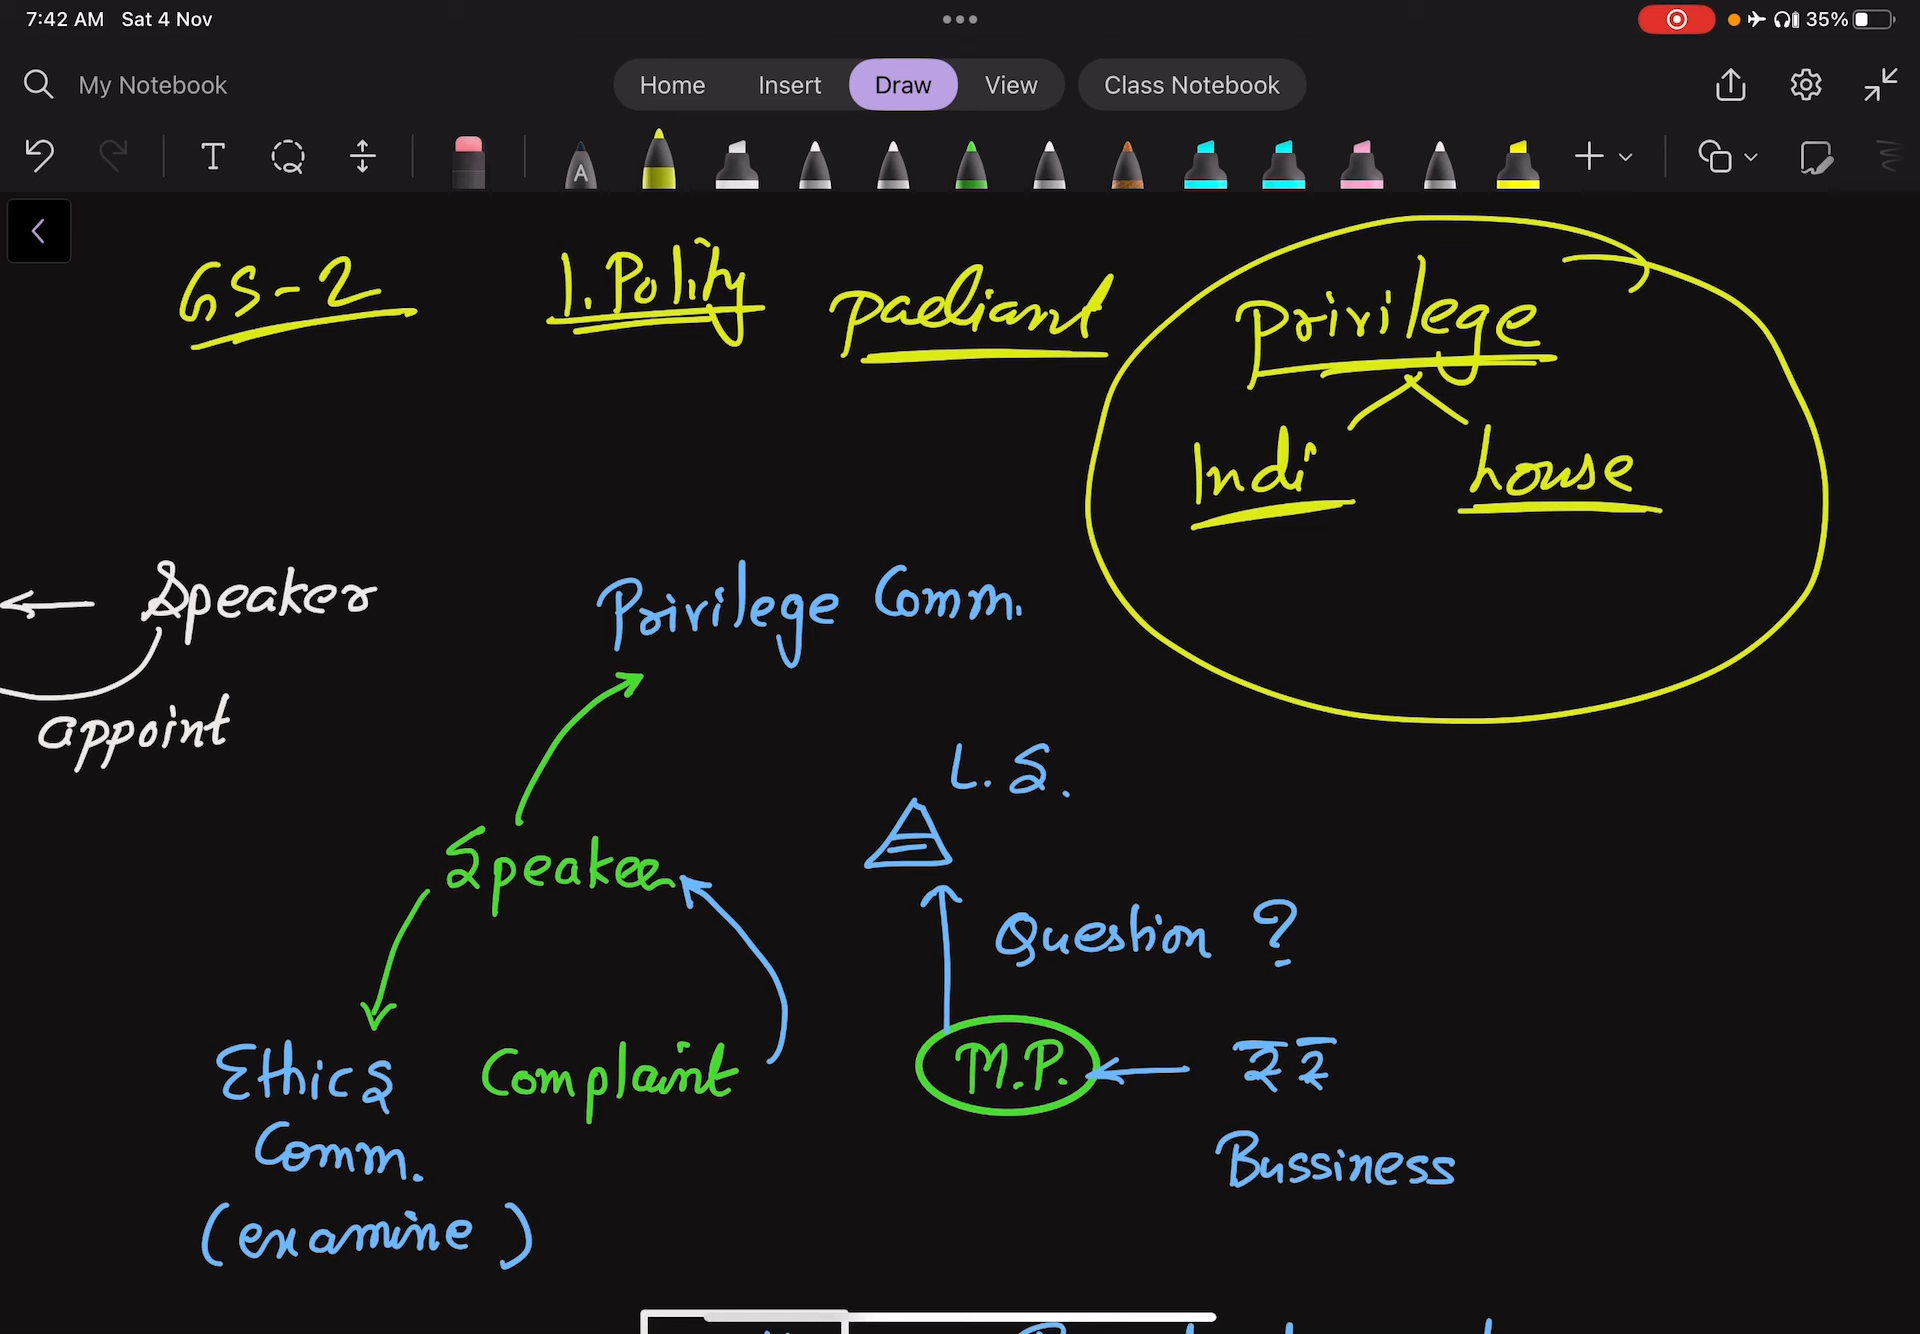 7:42 AM Sat 4 Nov
35%
My Notebook
Home Insert Draw View Class Notebook
T
A
GS-2 1. Polity privilege
Indi house
Speaker
appoint
Privilege Comm.
L.S.
Speaker
Question ?
Ethics Complaint M.P.
Comm.
Bussiness
(examine)